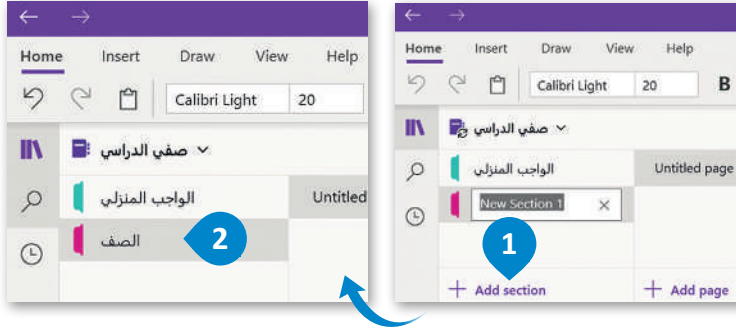 Home Insert Draw View Help
Calibri Light 20
صفي الدراسي
الواجب المنزلي
Untitled
الصف
2
Home Insert Draw View Help
Calibri Light 20 B
صفي الدراسي
الواجب المنزلي
Untitled page
New Section 1
1
Add section
Add page